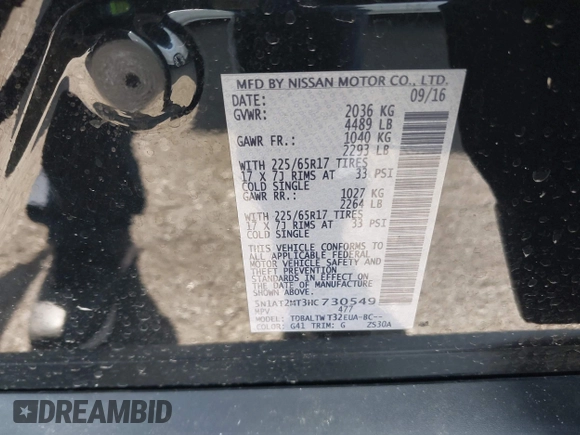 MFD BY NISSAN MOTOR CO., LTD.
DATE: 09/16
GVWR: 2036 KG
4489 LB
GAWR FR.: 1040 KG
2293 LB
WITH 225/65R17 TIRES
17 X 7J RIMS AT 33 PSI
COLD SINGLE
GAWR RR.: 1027 KG
2264 LB
WITH 225/65R17 TIRES
17 X 7J RIMS AT 33 PSI
COLD SINGLE
THIS VEHICLE CONFORMS TO
ALL APPLICABLE FEDERAL
MOTOR VEHICLE SAFETY AND
THEFT PREVENTION
STANDARDS IN EFFECT ON
THE DATE OF MANUFACTURE
SHOWN ABOVE.
730549
MPV 477
COLOR: G41 TRIM: G ZS30A
DREAMBID